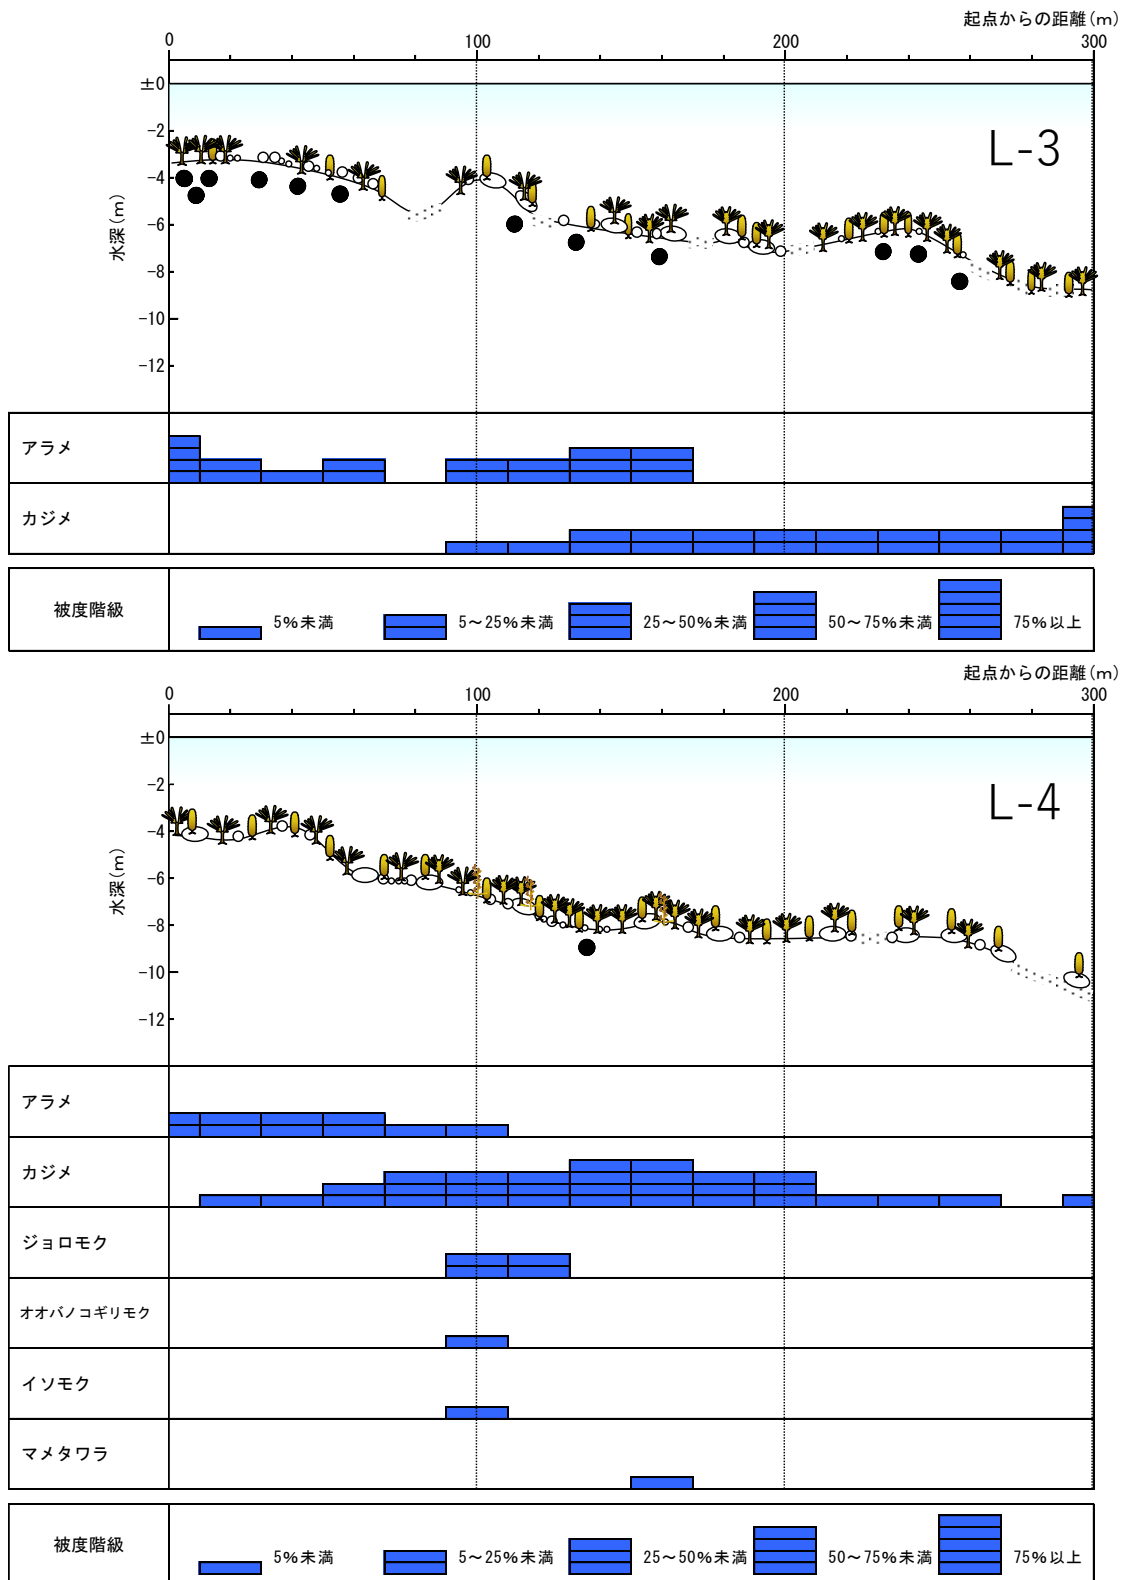 起点からの距離(m)
0 100 200 300
±0
-2
-4
-6
-8
-10
-12
水深(m)
L-3
アラメ
カジメ
被度階級 5%未満 5～25%未満 25～50%未満 50～75%未満 75%以上
起点からの距離(m)
0 100 200 300
±0
-2
-4
-6
-8
-10
-12
水深(m)
L-4
アラメ
カジメ
ジョロモク
オオバノコギリモク
イソモク
マメタワラ
被度階級 5%未満 5～25%未満 25～50%未満 50～75%未満 75%以上